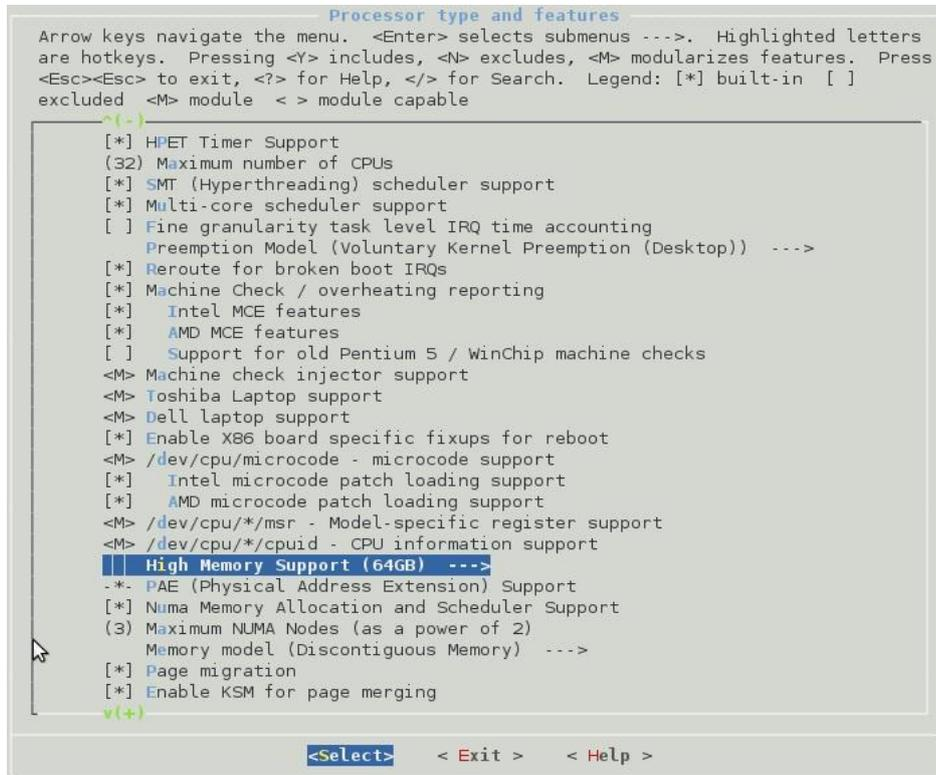 Processor type and features
Arrow keys navigate the menu.  <Enter> selects submenus --->.  Highlighted letters
are hotkeys.  Pressing <Y> includes, <N> excludes, <M> modularizes features.  Press
<Esc><Esc> to exit, <?> for Help, </> for Search.  Legend: [*] built-in  [ ]
excluded  <M> module  < > module capable
^(-)
[*] HPET Timer Support
(32) Maximum number of CPUs
[*] SMT (Hyperthreading) scheduler support
[*] Multi-core scheduler support
[ ] Fine granularity task level IRQ time accounting
Preemption Model (Voluntary Kernel Preemption (Desktop))  --->
[*] Reroute for broken boot IRQs
[*] Machine Check / overheating reporting
[*]   Intel MCE features
[*]   AMD MCE features
[ ]   Support for old Pentium 5 / WinChip machine checks
<M> Machine check injector support
<M> Toshiba Laptop support
<M> Dell laptop support
[*] Enable X86 board specific fixups for reboot
<M> /dev/cpu/microcode - microcode support
[*]   Intel microcode patch loading support
[*]   AMD microcode patch loading support
<M> /dev/cpu/*/msr - Model-specific register support
<M> /dev/cpu/*/cpuid - CPU information support
High Memory Support (64GB)  --->
-*- PAE (Physical Address Extension) Support
[*] Numa Memory Allocation and Scheduler Support
(3) Maximum NUMA Nodes (as a power of 2)
Memory model (Discontiguous Memory)  --->
[*] Page migration
[*] Enable KSM for page merging
v(+)
<Select>    < Exit >    < Help >